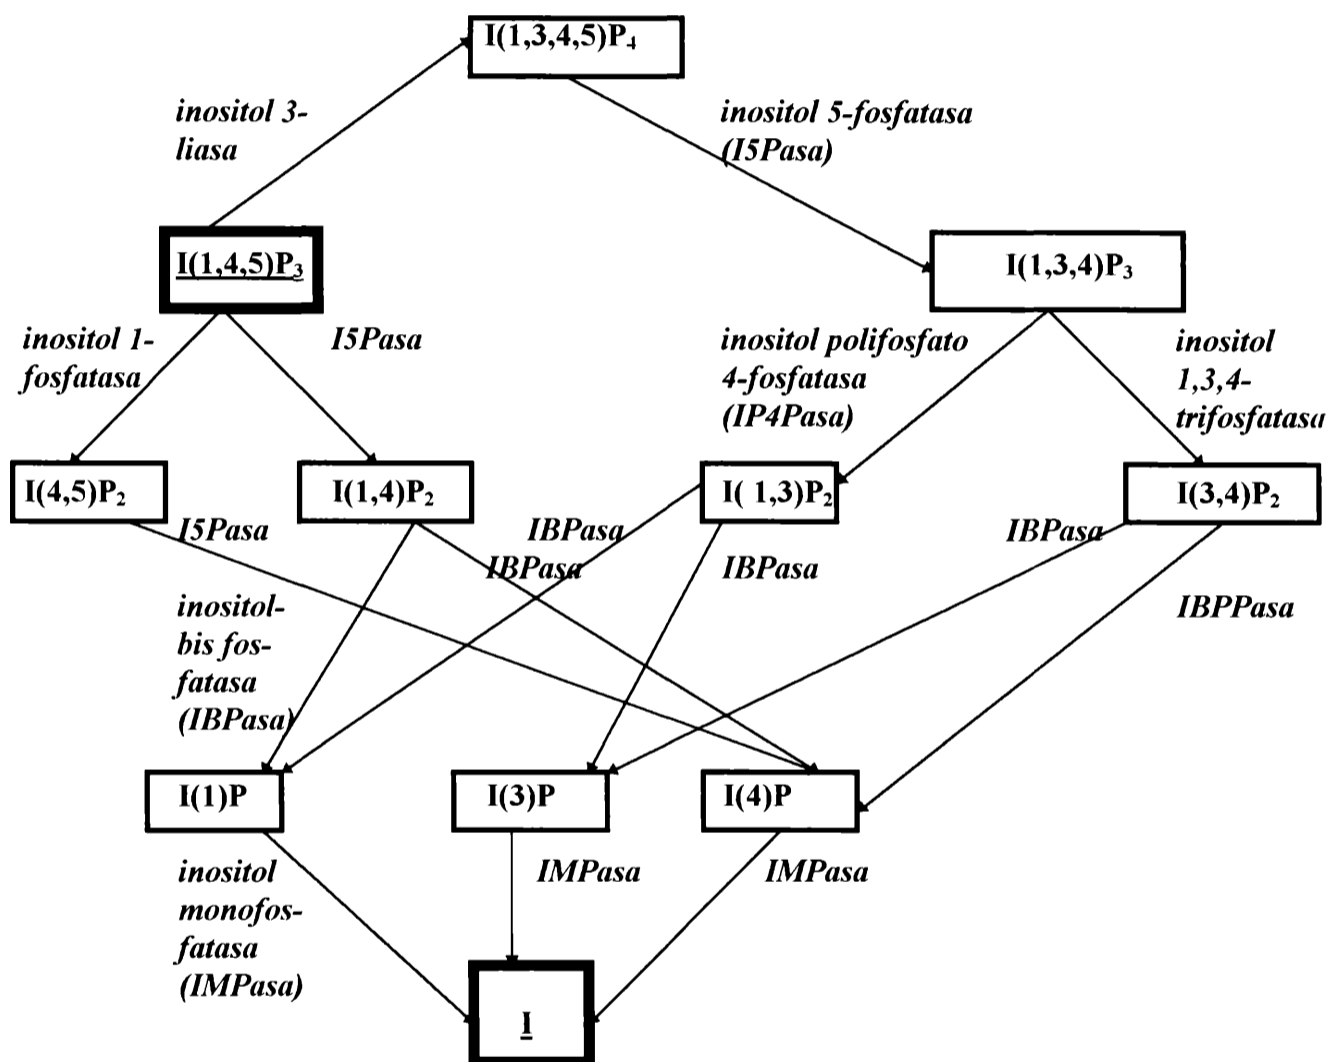 I(1,3,4,5)P₄
inositol 3-
liasa
inositol 5-fosfatasa
(I5Pasa)
I(1,4,5)P₃
I(1,3,4)P₃
inositol 1-
fosfatasa
I5Pasa
inositol polifosfato
4-fosfatasa
(IP4Pasa)
inositol
1,3,4-
trifosfatasa
I(4,5)P₂
I(1,4)P₂
I( 1,3)P₂
I(3,4)P₂
I5Pasa
IBPasa
IBPasa
IBPasa
IBPasa
IBPPasa
inositol-
bis fos-
fatasa
(IBPasa)
I(1)P
I(3)P
I(4)P
inositol
monofos-
fatasa
(IMPasa)
IMPasa
IMPasa
I